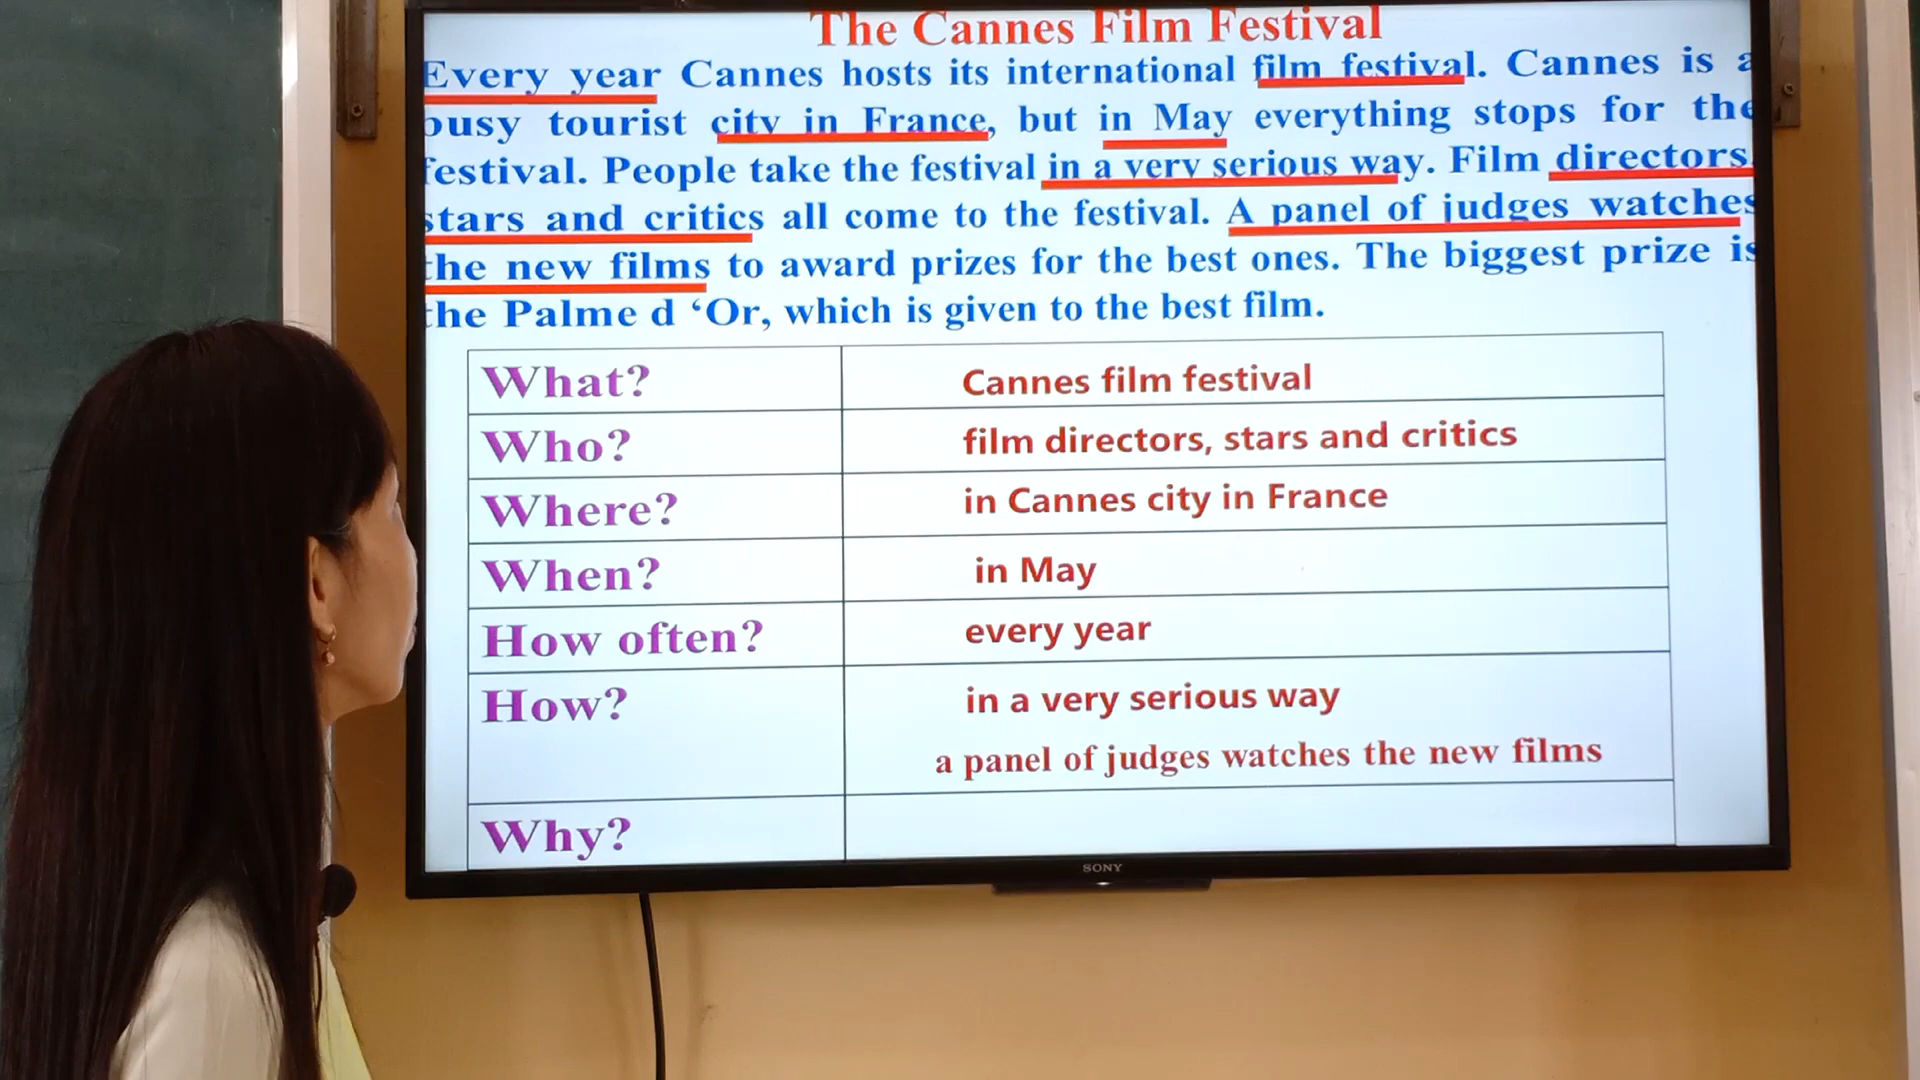 The Cannes Film Festival
Every year Cannes hosts its international film festival. Cannes is a
busy tourist city in France, but in May everything stops for the
festival. People take the festival in a very serious way. Film directors,
stars and critics all come to the festival. A panel of judges watches
the new films to award prizes for the best ones. The biggest prize is
the Palme d ‘Or, which is given to the best film.
What? Cannes film festival
Who? film directors, stars and critics
Where? in Cannes city in France
When? in May
How often? every year
How? in a very serious way
a panel of judges watches the new films
Why?
SONY